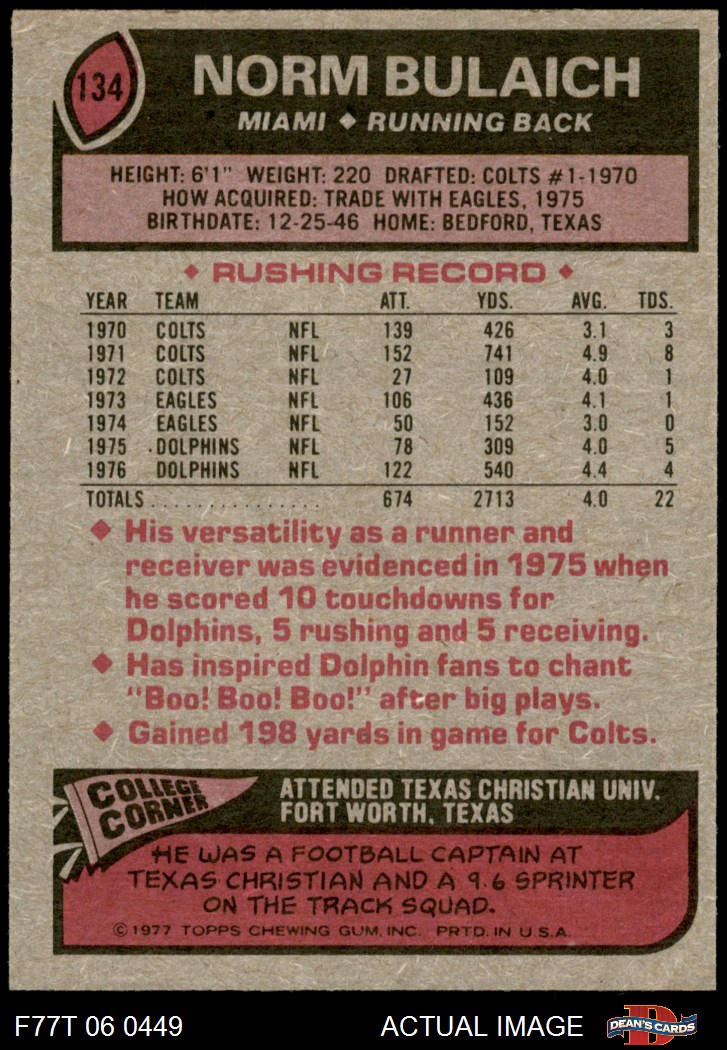 134
NORM BULAICH
MIAMI ◆ RUNNING BACK
HEIGHT: 6'1" WEIGHT: 220 DRAFTED: COLTS #1-1970
HOW ACQUIRED: TRADE WITH EAGLES, 1975
BIRTHDATE: 12-25-46 HOME: BEDFORD, TEXAS
◆ RUSHING RECORD ◆
YEAR TEAM ATT. YDS. AVG. TDS.
1970 COLTS NFL 139 426 3.1 3
1971 COLTS NFL 152 741 4.9 8
1972 COLTS NFL 27 109 4.0 1
1973 EAGLES NFL 106 436 4.1 1
1974 EAGLES NFL 50 152 3.0 0
1975 DOLPHINS NFL 78 309 4.0 5
1976 DOLPHINS NFL 122 540 4.4 4
TOTALS . . . . . . . . . . . . . . . 674 2713 4.0 22
◆ His versatility as a runner and
receiver was evidenced in 1975 when
he scored 10 touchdowns for
Dolphins, 5 rushing and 5 receiving.
◆ Has inspired Dolphin fans to chant
"Boo! Boo! Boo!" after big plays.
◆ Gained 198 yards in game for Colts.
COLLEGE
CORNER
ATTENDED TEXAS CHRISTIAN UNIV.
FORT WORTH, TEXAS
HE WAS A FOOTBALL CAPTAIN AT
TEXAS CHRISTIAN AND A 9.6 SPRINTER
ON THE TRACK SQUAD.
© 1977 TOPPS CHEWING GUM, INC. PRTD. IN U.S.A.
F77T 06 0449 ACTUAL IMAGE
D
DEAN'S CARDS